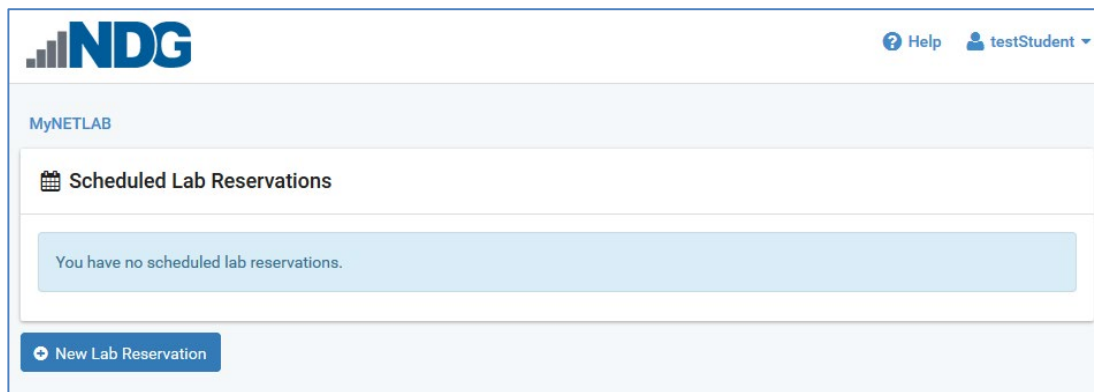 NDG
Help testStudent
MyNETLAB
Scheduled Lab Reservations
You have no scheduled lab reservations.
New Lab Reservation